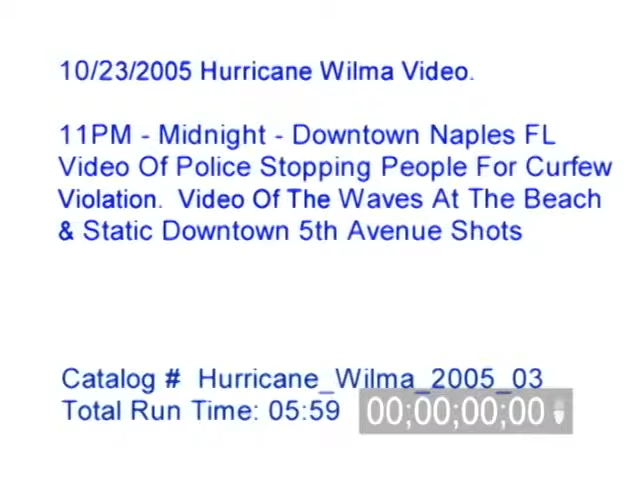 10/23/2005 Hurricane Wilma Video.
11PM - Midnight - Downtown Naples FL
Video Of Police Stopping People For Curfew
Violation.  Video Of The Waves At The Beach
& Static Downtown 5th Avenue Shots
Catalog #  Hurricane_Wilma_2005_03
Total Run Time: 05:59
00;00;00;00